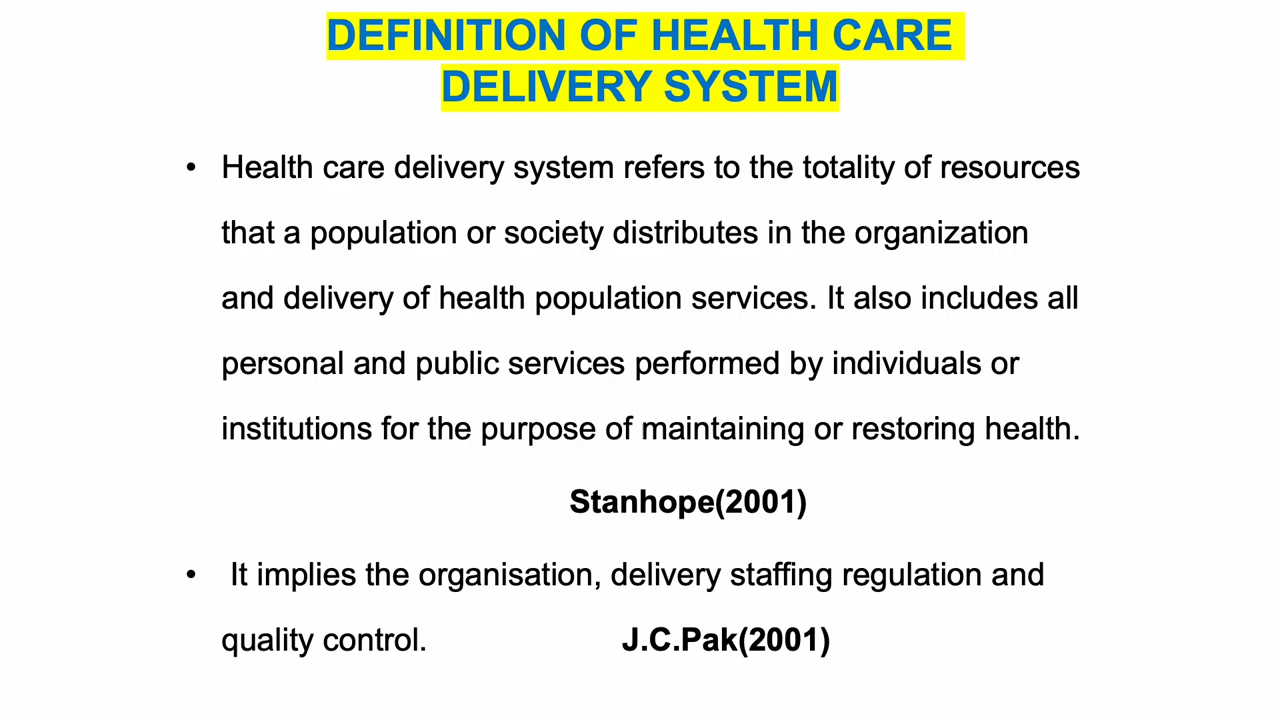 DEFINITION OF HEALTH CARE
DELIVERY SYSTEM
• Health care delivery system refers to the totality of resources
that a population or society distributes in the organization
and delivery of health population services. It also includes all
personal and public services performed by individuals or
institutions for the purpose of maintaining or restoring health.
Stanhope(2001)
• It implies the organisation, delivery staffing regulation and
quality control. J.C.Pak(2001)